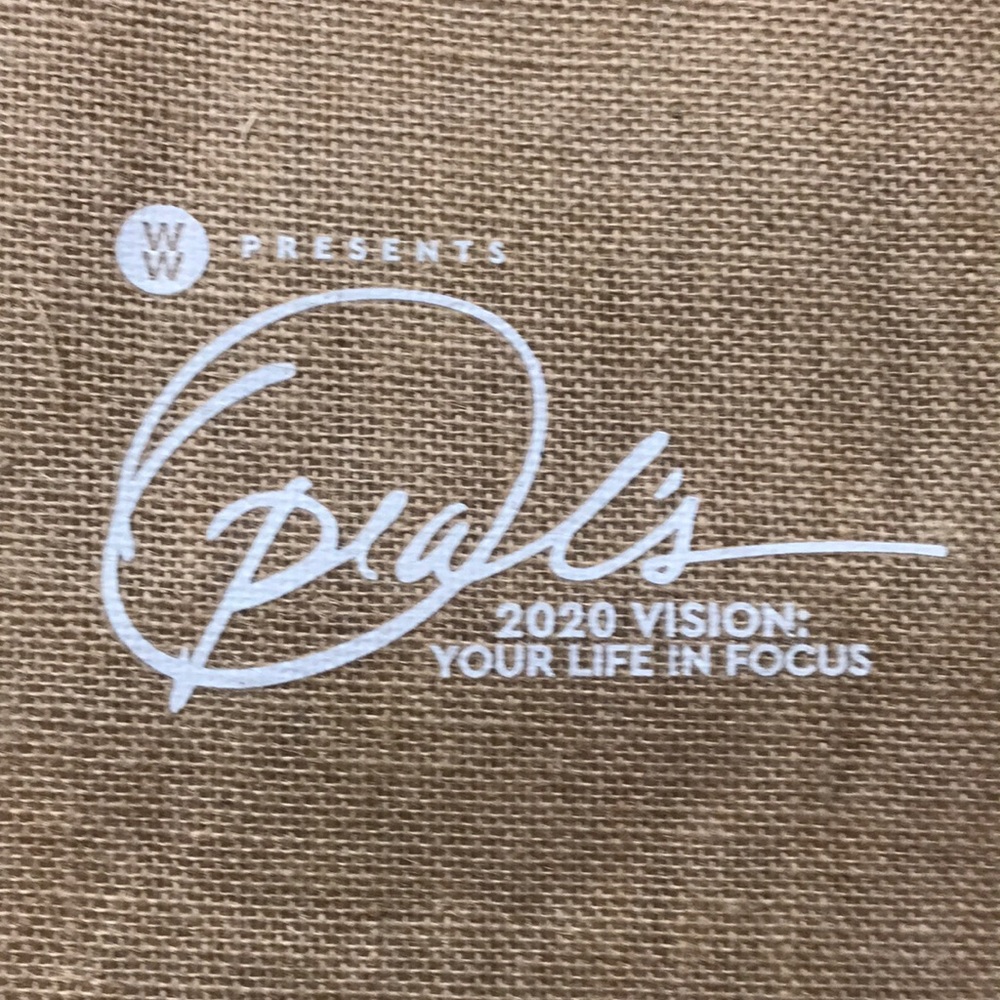 WW PRESENTS
Oprah's
2020 VISION:
YOUR LIFE IN FOCUS